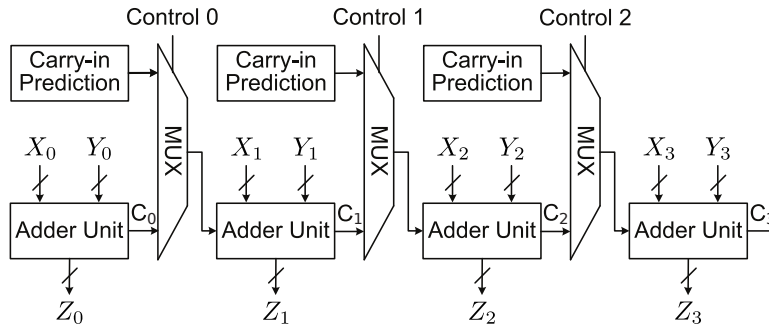 Control 0 Control 1 Control 2
Carry-in Prediction
Carry-in Prediction
Carry-in Prediction
MUX
MUX
MUX
X0 Y0 X1 Y1 X2 Y2 X3 Y3
Adder Unit C0 Adder Unit C1 Adder Unit C2 Adder Unit C3
Z0 Z1 Z2 Z3